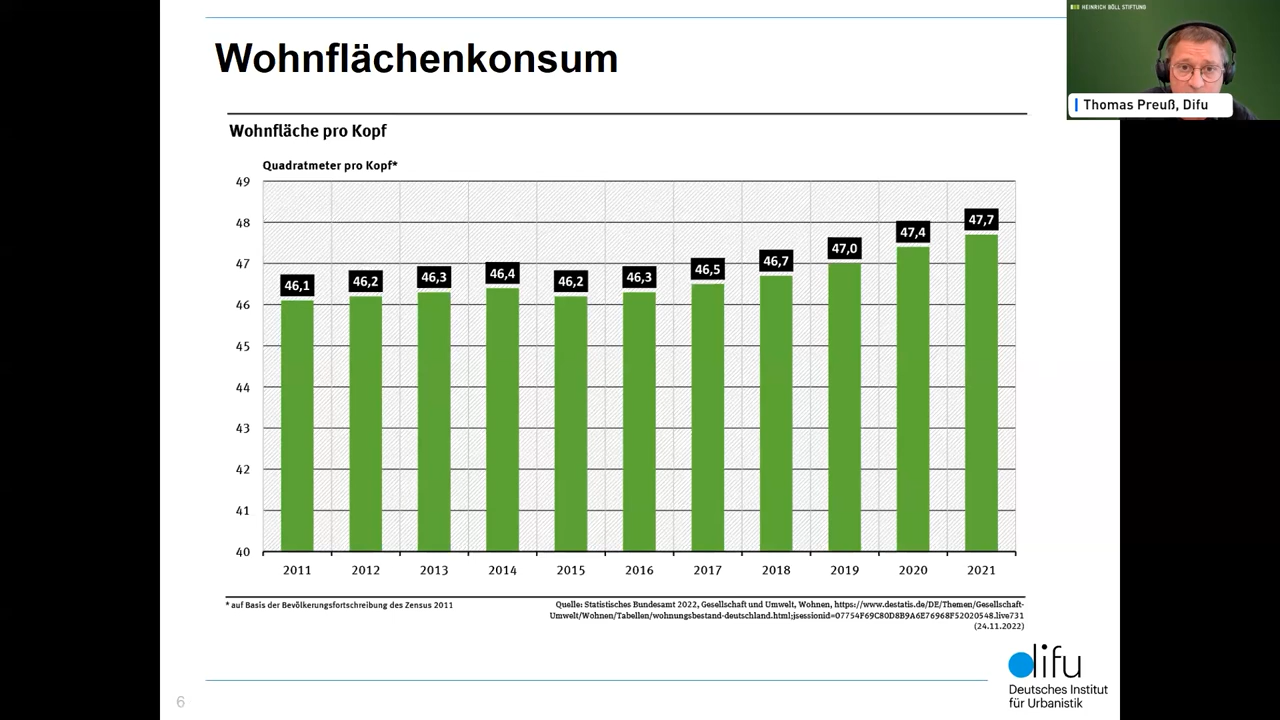 HEINRICH BÖLL STIFTUNG
Thomas Preuß, Difu
Wohnflächenkonsum
Wohnfläche pro Kopf
Quadratmeter pro Kopf*
49
48
47
46
45
44
43
42
41
40
46,1
46,2
46,3
46,4
46,2
46,3
46,5
46,7
47,0
47,4
47,7
2011 2012 2013 2014 2015 2016 2017 2018 2019 2020 2021
* auf Basis der Bevölkerungsfortschreibung des Zensus 2011
Quelle: Statistisches Bundesamt 2022, Gesellschaft und Umwelt, Wohnen, https://www.destatis.de/DE/Themen/Gesellschaft-
Umwelt/Wohnen/Tabellen/wohnungsbestand-deutschland.html;jsessionid=07754F69C80D8B9A6E76968F52020548.live731
(24.11.2022)
difu
Deutsches Institut
für Urbanistik
6